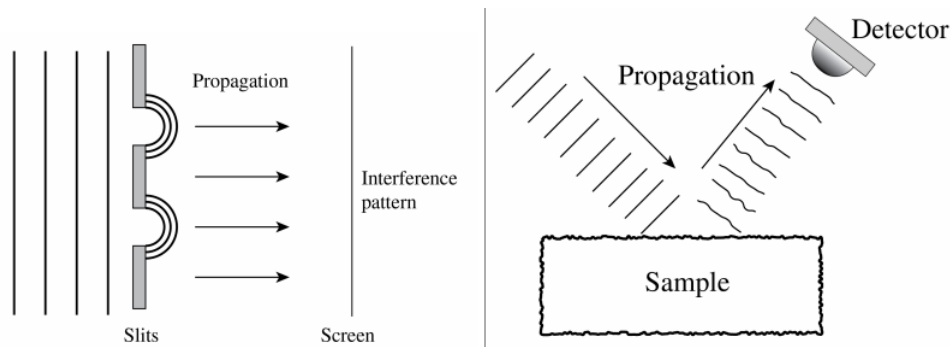 Propagation
Interference
pattern
Slits
Screen
Detector
Propagation
Sample